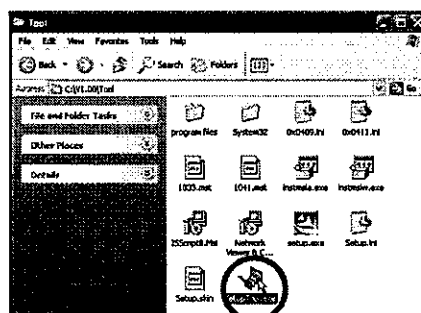 Tool
File Edit View Favorites Tools Help
Back Search Folders
Address C:\V1.00\Tool Go
File and Folder Tasks
Other Places
Details
program files System32 0x0409.ini 0x0411.ini
1033.mst 1041.mst instmsia.exe instmsiw.exe
ISScript8.Msi Network Viewer & C... setup.exe Setup.ini
Setup.skin